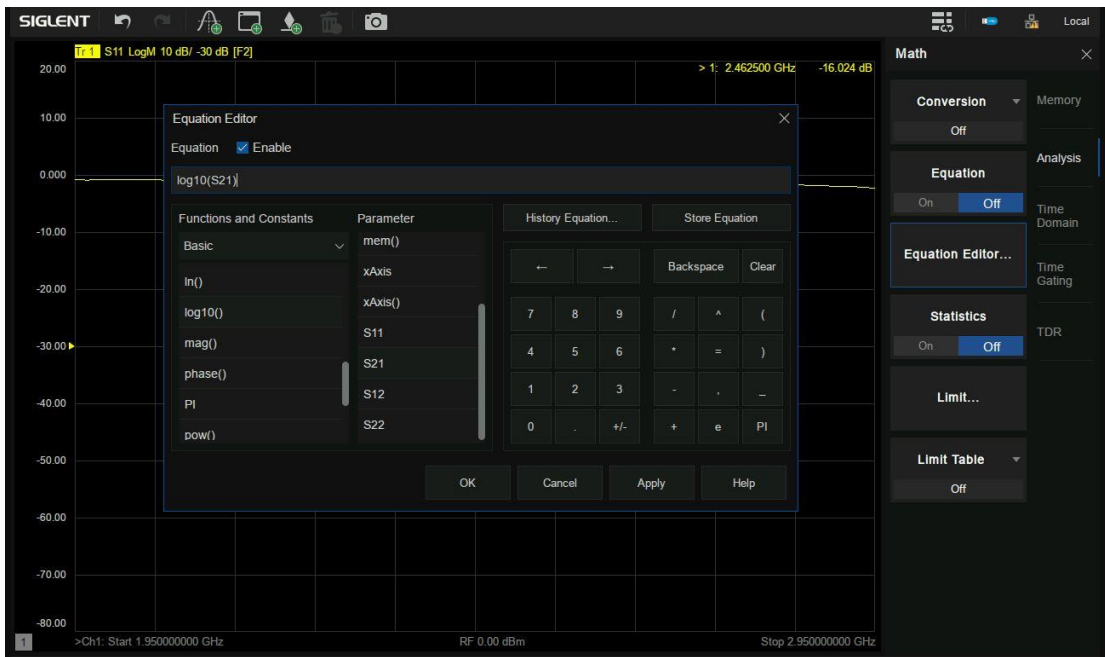 SIGLENT
Local
Tr 1 S11 LogM 10 dB/ -30 dB [F2]
> 1: 2.462500 GHz -16.024 dB
20.00
10.00
0.000
-10.00
-20.00
-30.00
-40.00
-50.00
-60.00
-70.00
-80.00
Equation Editor
Equation Enable
log10(S21)
Functions and Constants
Basic
ln()
log10()
mag()
phase()
PI
pow()
Parameter
mem()
xAxis
xAxis()
S11
S21
S12
S22
History Equation... Store Equation
← → Backspace Clear
7 8 9 / ^ (
4 5 6 * = )
1 2 3 - , _
0 . +/- + e PI
OK Cancel Apply Help
1 >Ch1: Start 1.950000000 GHz RF 0.00 dBm Stop 2.950000000 GHz
Math
Conversion
Off
Equation
On Off
Equation Editor...
Statistics
On Off
Limit...
Limit Table
Off
Memory
Analysis
Time
Domain
Time
Gating
TDR